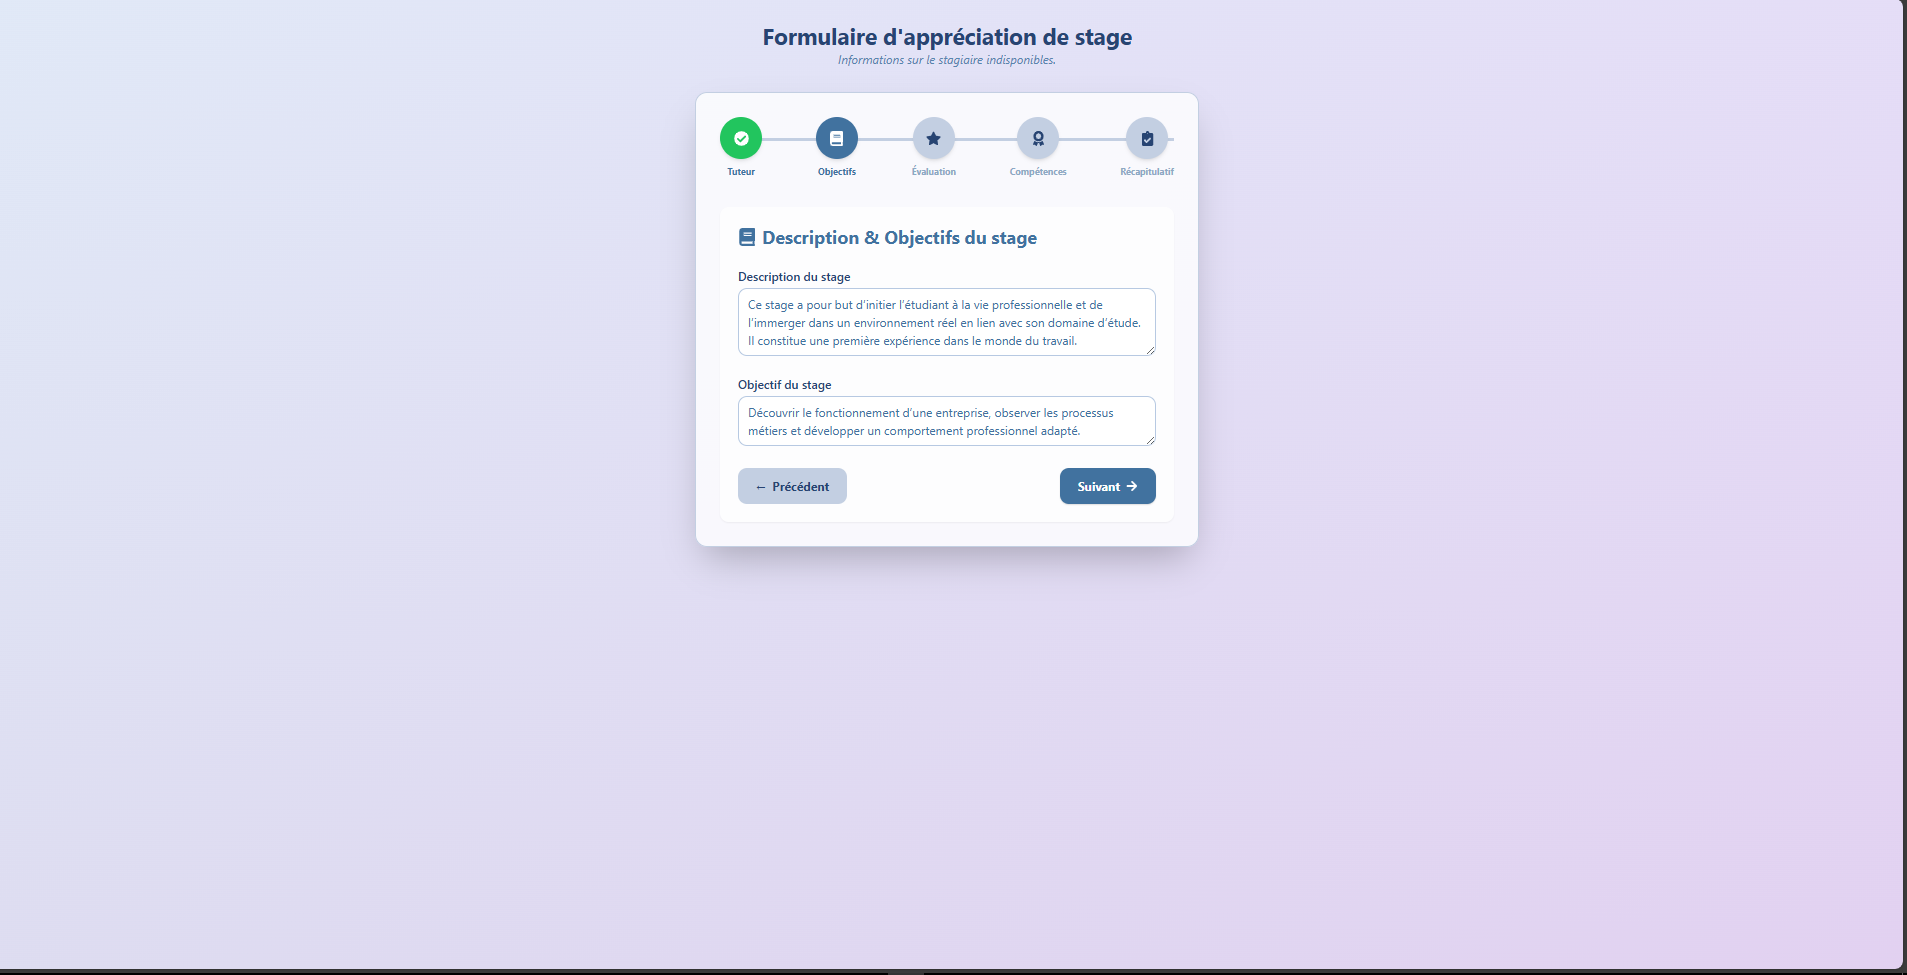 Formulaire d'appréciation de stage
Informations sur le stagiaire indisponibles.
Tuteur
Objectifs
Évaluation
Compétences
Récapitulatif
Description & Objectifs du stage
Description du stage
Ce stage a pour but d’initier l’étudiant à la vie professionnelle et de
l’immerger dans un environnement réel en lien avec son domaine d’étude.
Il constitue une première expérience dans le monde du travail.
Objectif du stage
Découvrir le fonctionnement d’une entreprise, observer les processus
métiers et développer un comportement professionnel adapté.
← Précédent
Suivant →